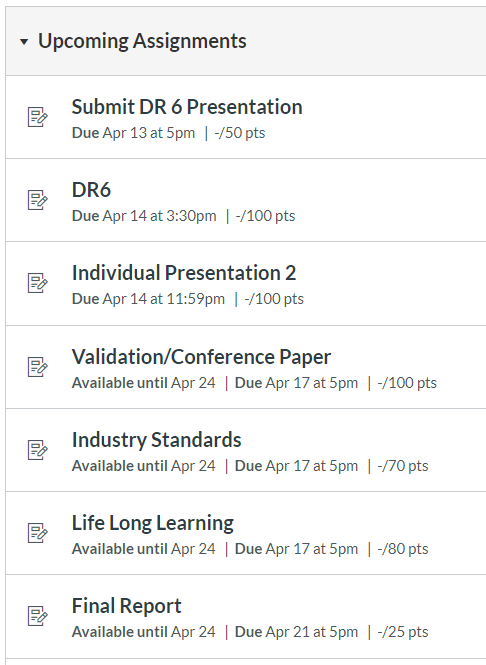 Upcoming Assignments
Submit DR 6 Presentation
Due Apr 13 at 5pm | -/50 pts
DR6
Due Apr 14 at 3:30pm | -/100 pts
Individual Presentation 2
Due Apr 14 at 11:59pm | -/100 pts
Validation/Conference Paper
Available until Apr 24 | Due Apr 17 at 5pm | -/100 pts
Industry Standards
Available until Apr 24 | Due Apr 17 at 5pm | -/70 pts
Life Long Learning
Available until Apr 24 | Due Apr 17 at 5pm | -/80 pts
Final Report
Available until Apr 24 | Due Apr 21 at 5pm | -/25 pts